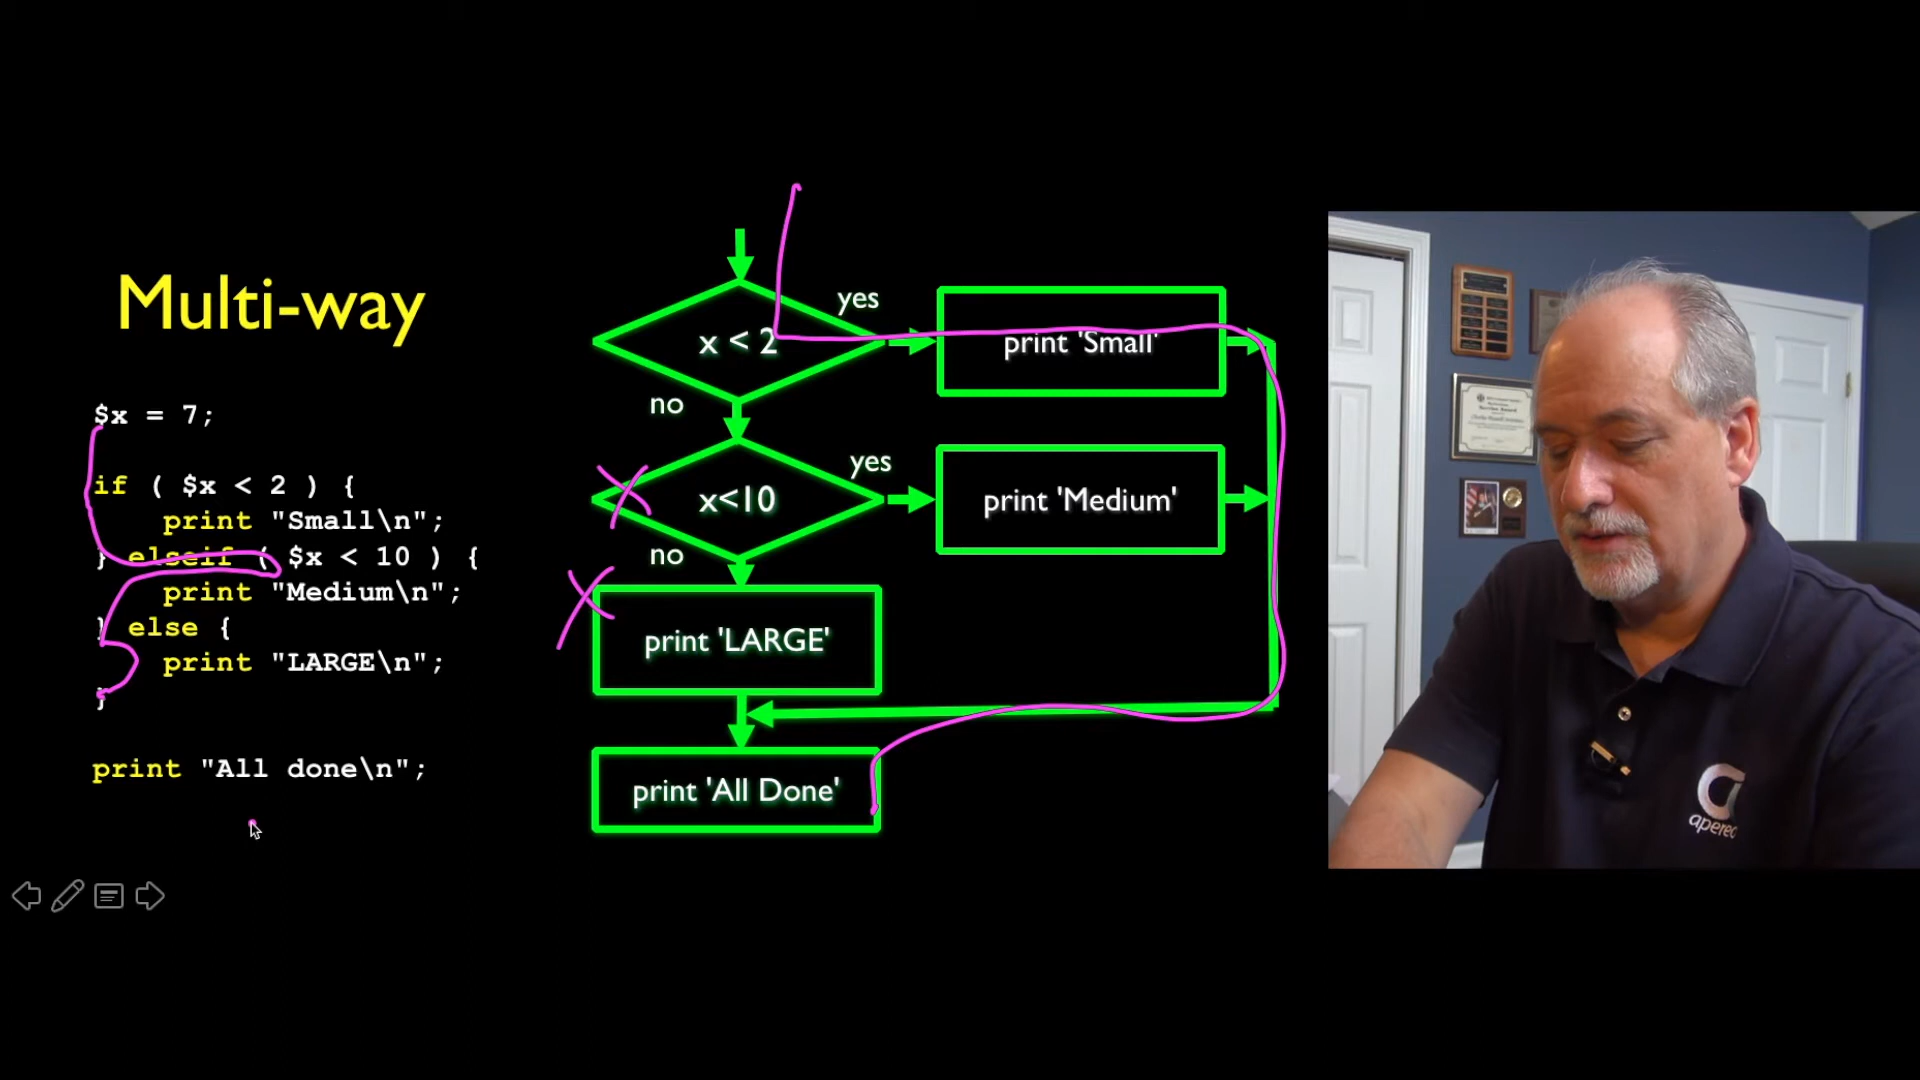 Multi-way
$x = 7;
if ( $x < 2 ) {
print "Small\n";
} elseif ( $x < 10 ) {
print "Medium\n";
} else {
print "LARGE\n";
}
print "All done\n";
x < 2
yes
print 'Small'
no
x<10
yes
print 'Medium'
no
print 'LARGE'
print 'All Done'
apereo